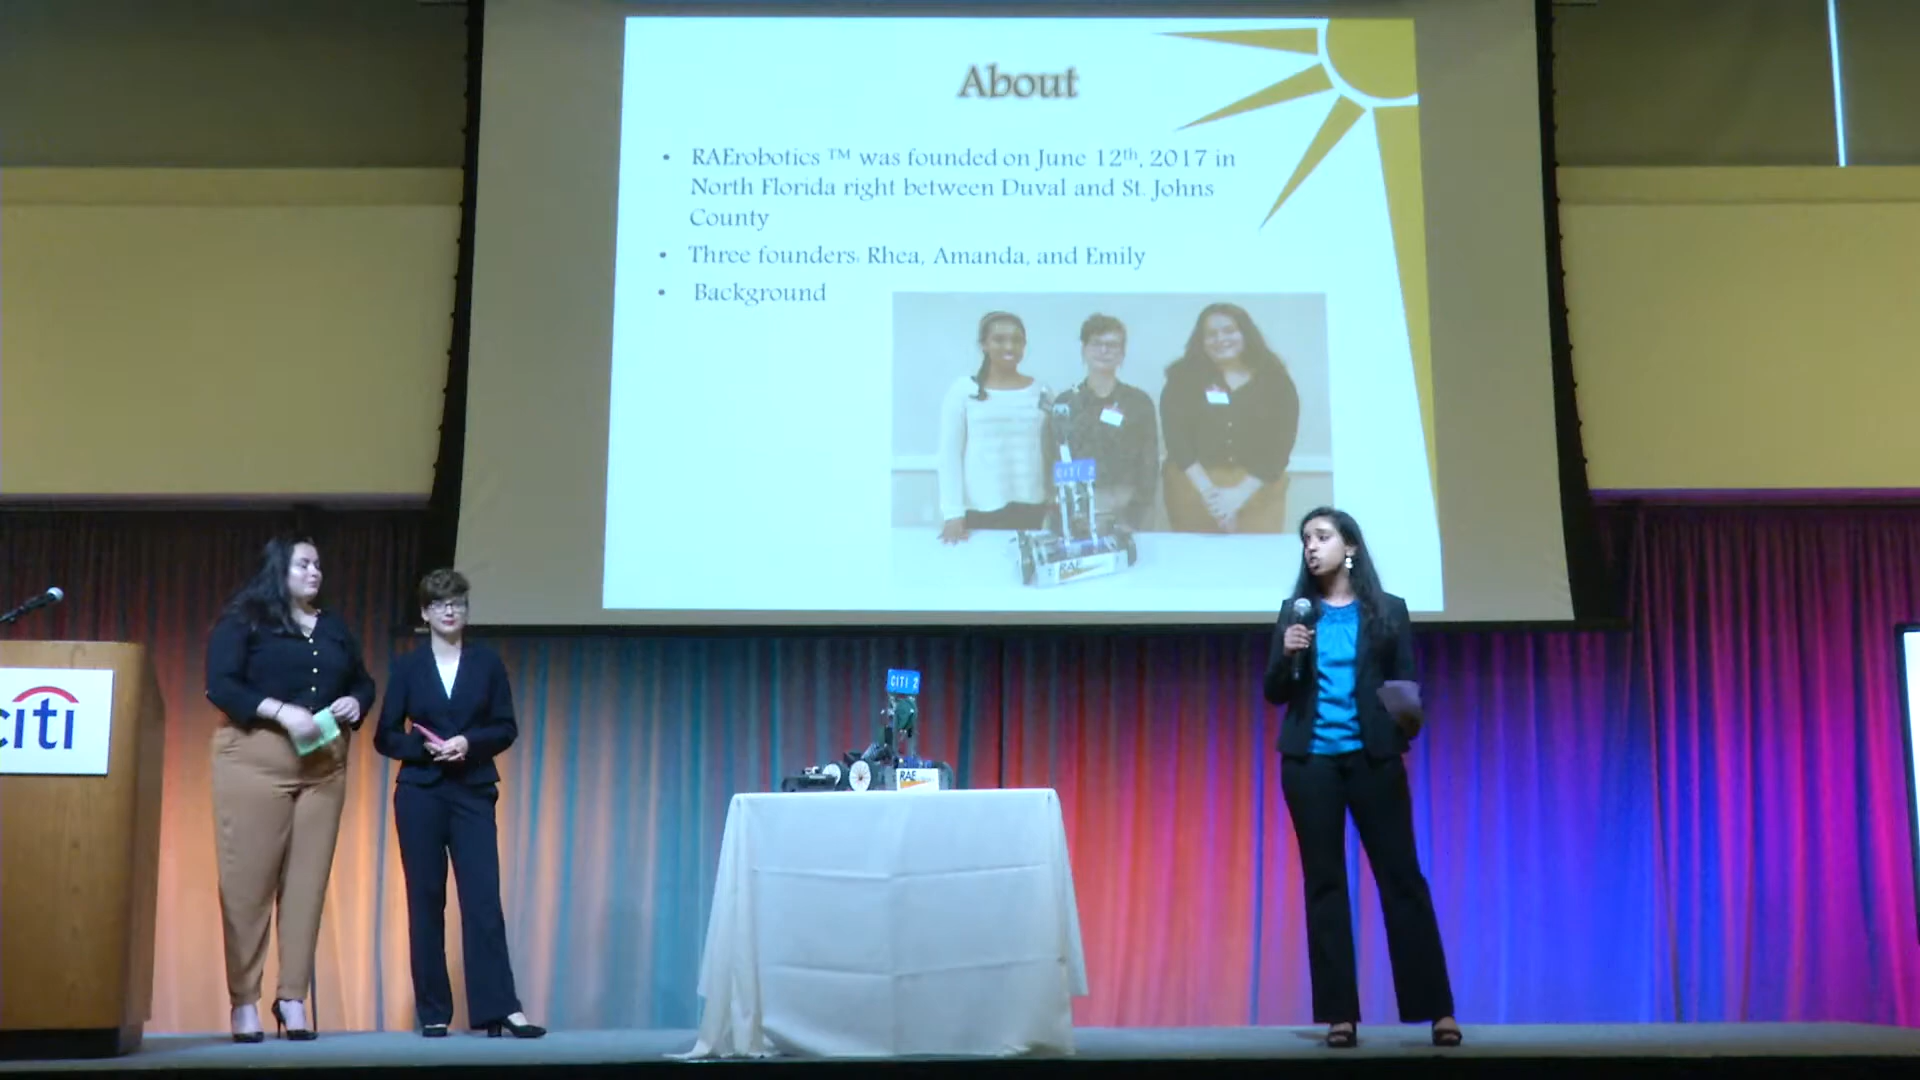 About
• RAErobotics ™ was founded on June 12th, 2017 in
North Florida right between Duval and St. Johns
County
• Three founders: Rhea, Amanda, and Emily
• Background
CITI 2
RAE
CITI 2
RAE
citi